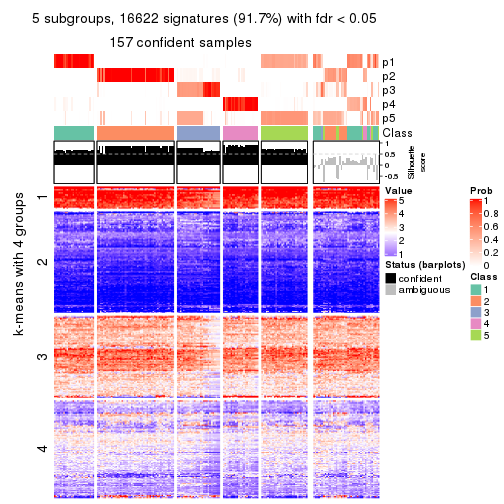 5 subgroups, 16622 signatures (91.7%) with fdr < 0.05
157 confident samples
p1
p2
p3
p4
p5
Class
1
0.5
0
-0.5
Silhouette
score
k-means with 4 groups
1
2
3
4
Value
5
4
3
2
1
Status (barplots)
confident
ambiguous
Prob
1
0.8
0.6
0.4
0.2
0
Class
1
2
3
4
5